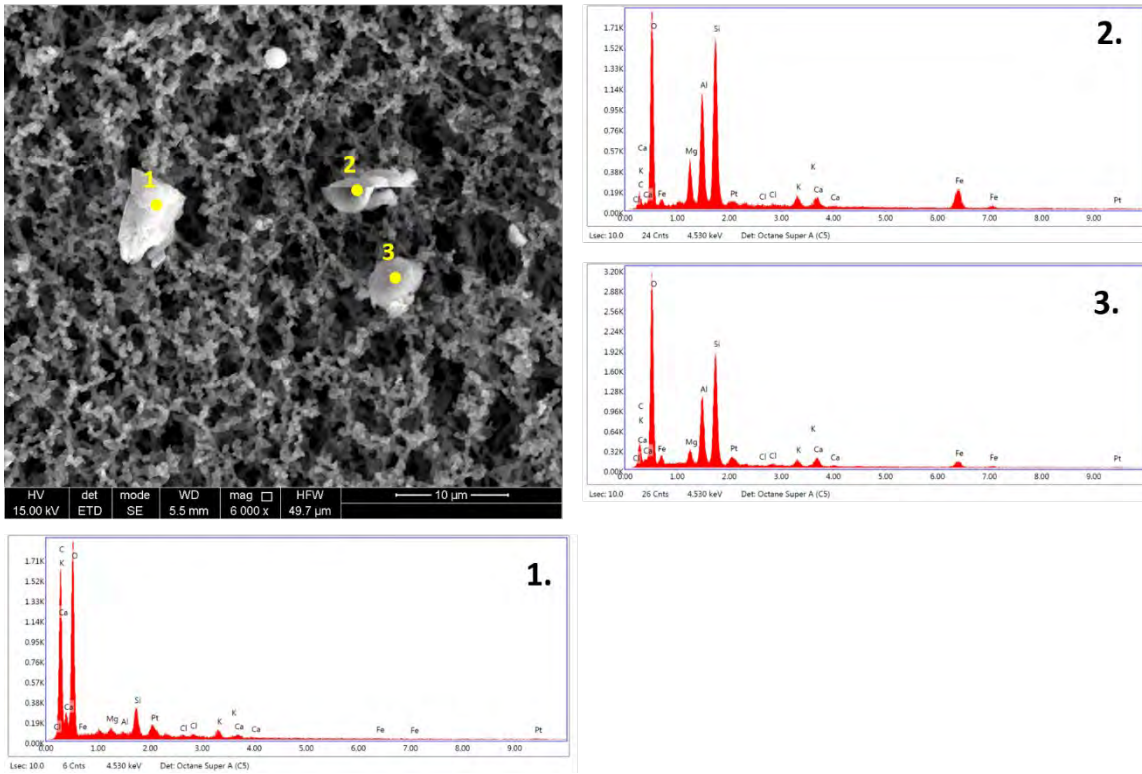 1
2
3
HV det mode WD mag □ HFW 10 µm
15.00 kV ETD SE 5.5 mm 6 000 x 49.7 µm
2.
1.71K
1.52K
1.33K
1.14K
0.95K
0.76K
0.57K
0.38K
0.19K
0.00K
O
Si
Al
Mg
Ca
K
C
Cl Ca Fe Pt Cl Cl K K Ca Ca Fe Fe Pt
0.00 1.00 2.00 3.00 4.00 5.00 6.00 7.00 8.00 9.00
Lsec: 10.0 24 Cnts 4.530 keV Det: Octane Super A (C5)
3.
3.20K
2.88K
2.56K
2.24K
1.92K
1.60K
1.28K
0.96K
0.64K
0.32K
0.00K
O
Si
Al
C
K
Ca
Cl Ca Fe Mg Pt Cl Cl K K Ca Ca Fe Fe Pt
0.00 1.00 2.00 3.00 4.00 5.00 6.00 7.00 8.00 9.00
Lsec: 10.0 26 Cnts 4.530 keV Det: Octane Super A (C5)
1.
1.71K
1.52K
1.33K
1.14K
0.95K
0.76K
0.57K
0.38K
0.19K
0.00K
C
K
O
Ca
Ca
Cl Fe Mg Al Si Pt Cl Cl K K Ca Ca Fe Fe Pt
0.00 1.00 2.00 3.00 4.00 5.00 6.00 7.00 8.00 9.00
Lsec: 10.0 6 Cnts 4.530 keV Det: Octane Super A (C5)